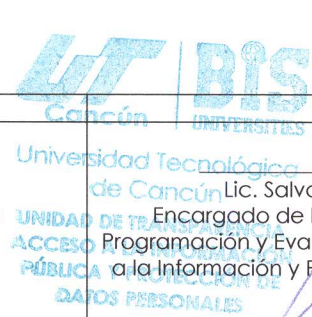 UT BIS
Cancún UNIVERSITIES
Universidad Tecnológica
de Cancún
UNIDAD DE TRANSPARENCIA
ACCESO A LA INFORMACIÓN
PÚBLICA Y PROTECCIÓN DE
DATOS PERSONALES
Lic. Salva
Encargado de
Programación y Eva
a la Información y